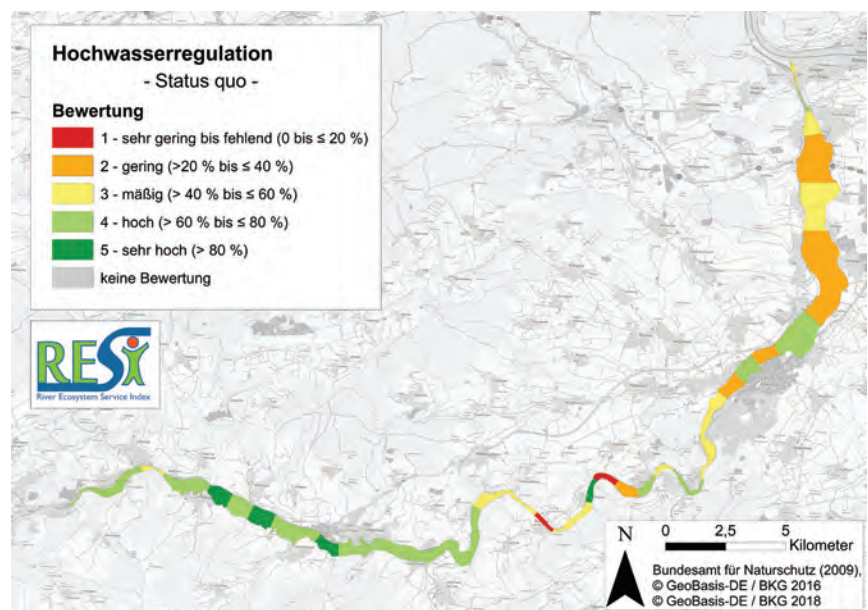 Hochwasserregulation
- Status quo -
Bewertung
1 - sehr gering bis fehlend (0 bis ≤ 20 %)
2 - gering (>20 % bis ≤ 40 %)
3 - mäßig (> 40 % bis ≤ 60 %)
4 - hoch (> 60 % bis ≤ 80 %)
5 - sehr hoch (> 80 %)
keine Bewertung
RESI
River Ecosystem Service Index
N
0 2,5 5
Kilometer
Bundesamt für Naturschutz (2009),
© GeoBasis-DE / BKG 2016
© GeoBasis-DE / BKG 2018